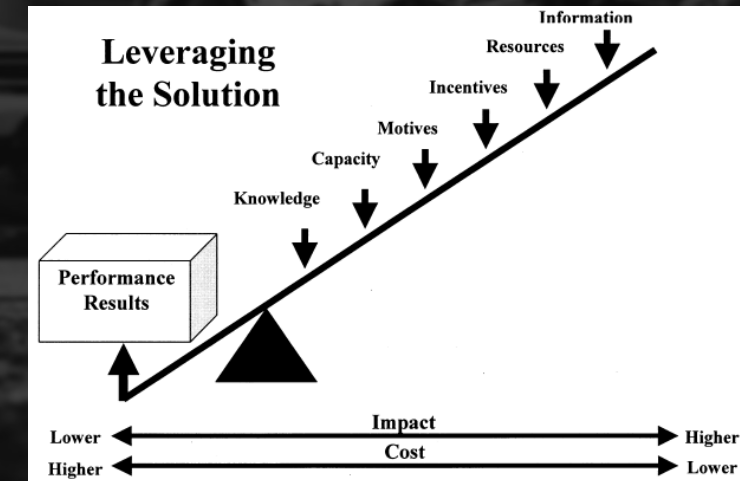 Leveraging
the Solution
Information
Resources
Incentives
Motives
Capacity
Knowledge
Performance
Results
Impact
Lower Higher
Cost
Higher Lower